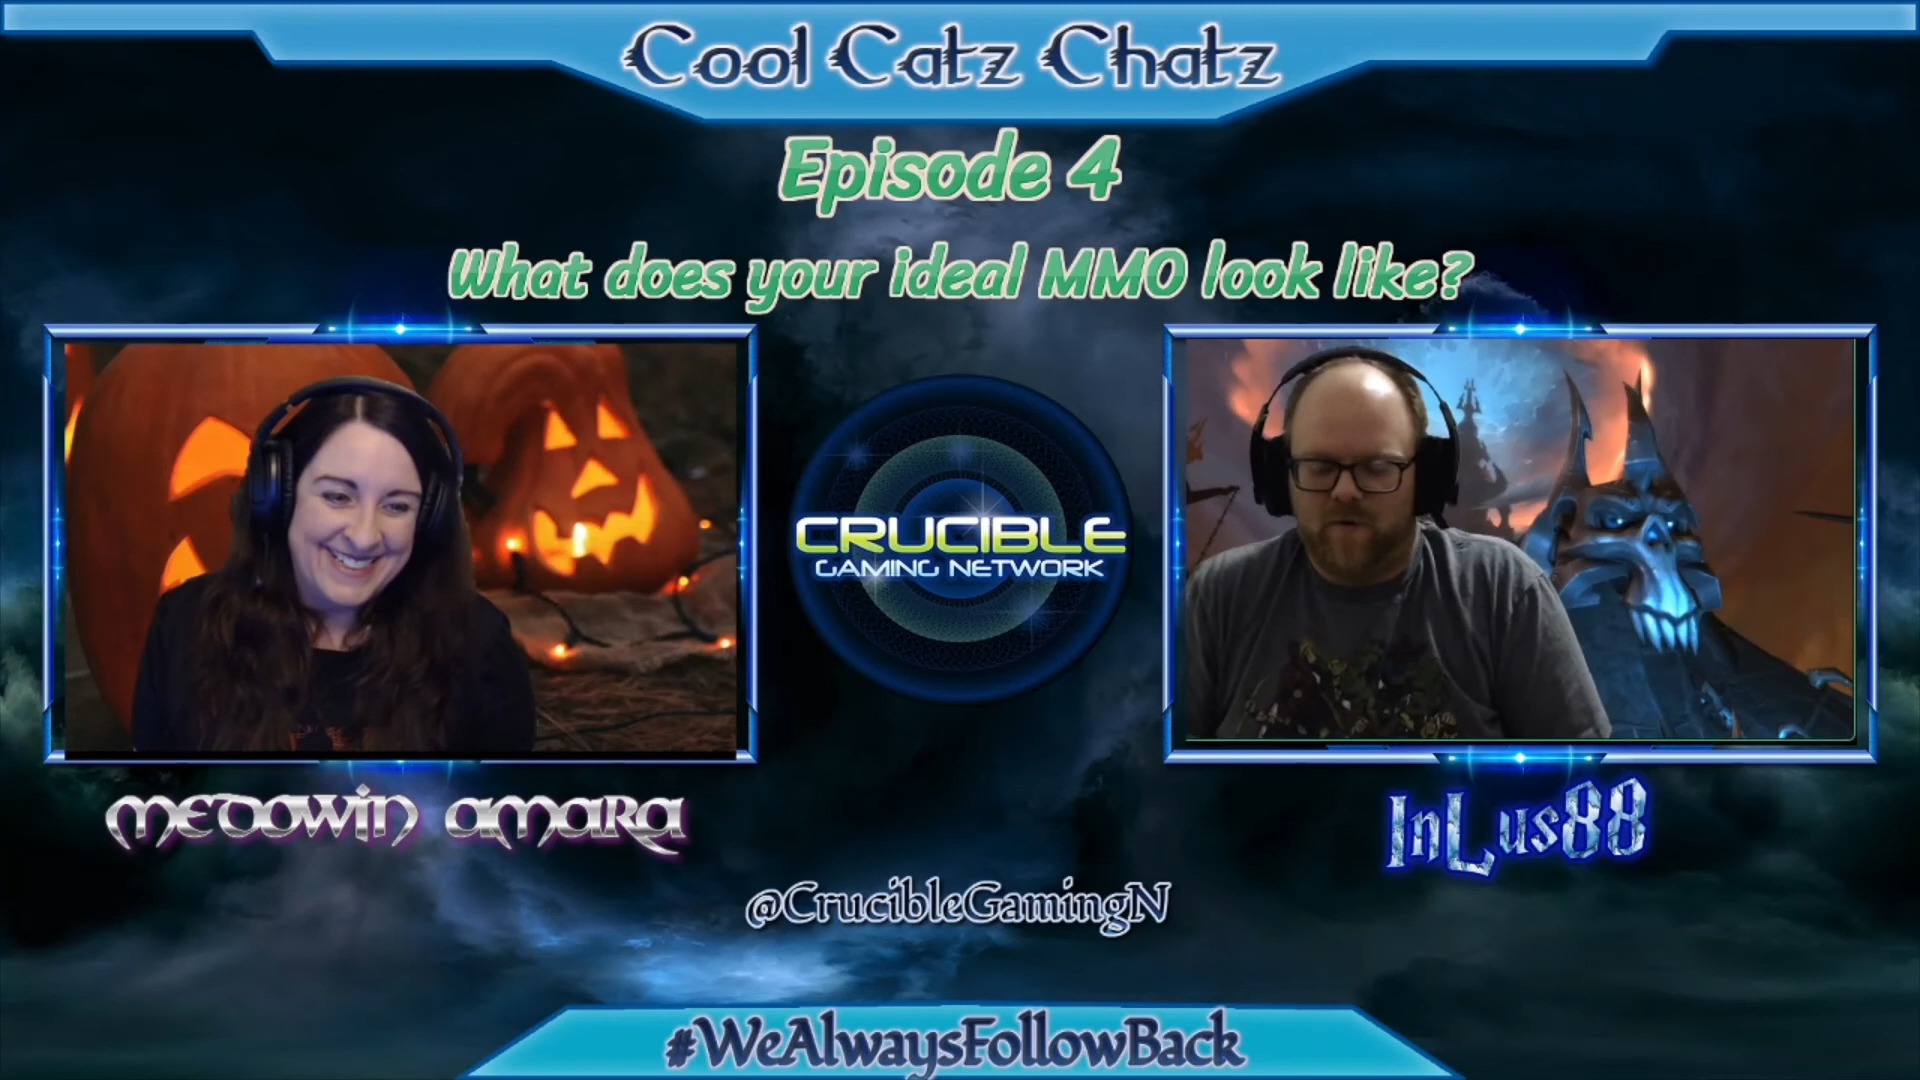 Cool Catz Chatz
Episode 4
What does your ideal MMO look like?
CRUCIBLE
GAMING NETWORK
Medowin Amara
InLus88
@CrucibleGamingN
#WeAlwaysFollowBack